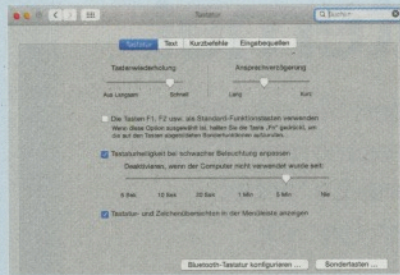 Tastatur
Suchen
Tastatur Text Kurzbefehle Eingabequellen
Tastenwiederholung Ansprechverzögerung
Aus Langsam Schnell Lang Kurz
Die Tasten F1, F2 usw. als Standard-Funktionstasten verwenden
Wenn diese Option ausgewählt ist, halten Sie die Taste „Fn“ gedrückt, um
die auf den Tasten abgebildeten Sonderfunktionen aufzurufen.
Tastaturhelligkeit bei schwacher Beleuchtung anpassen
Deaktivieren, wenn der Computer nicht verwendet wurde seit:
5 Sek. 10 Sek. 30 Sek. 1 Min. 5 Min. Nie
Tastatur- und Zeichenübersichten in der Menüleiste anzeigen
Bluetooth-Tastatur konfigurieren ... Sondertasten ...